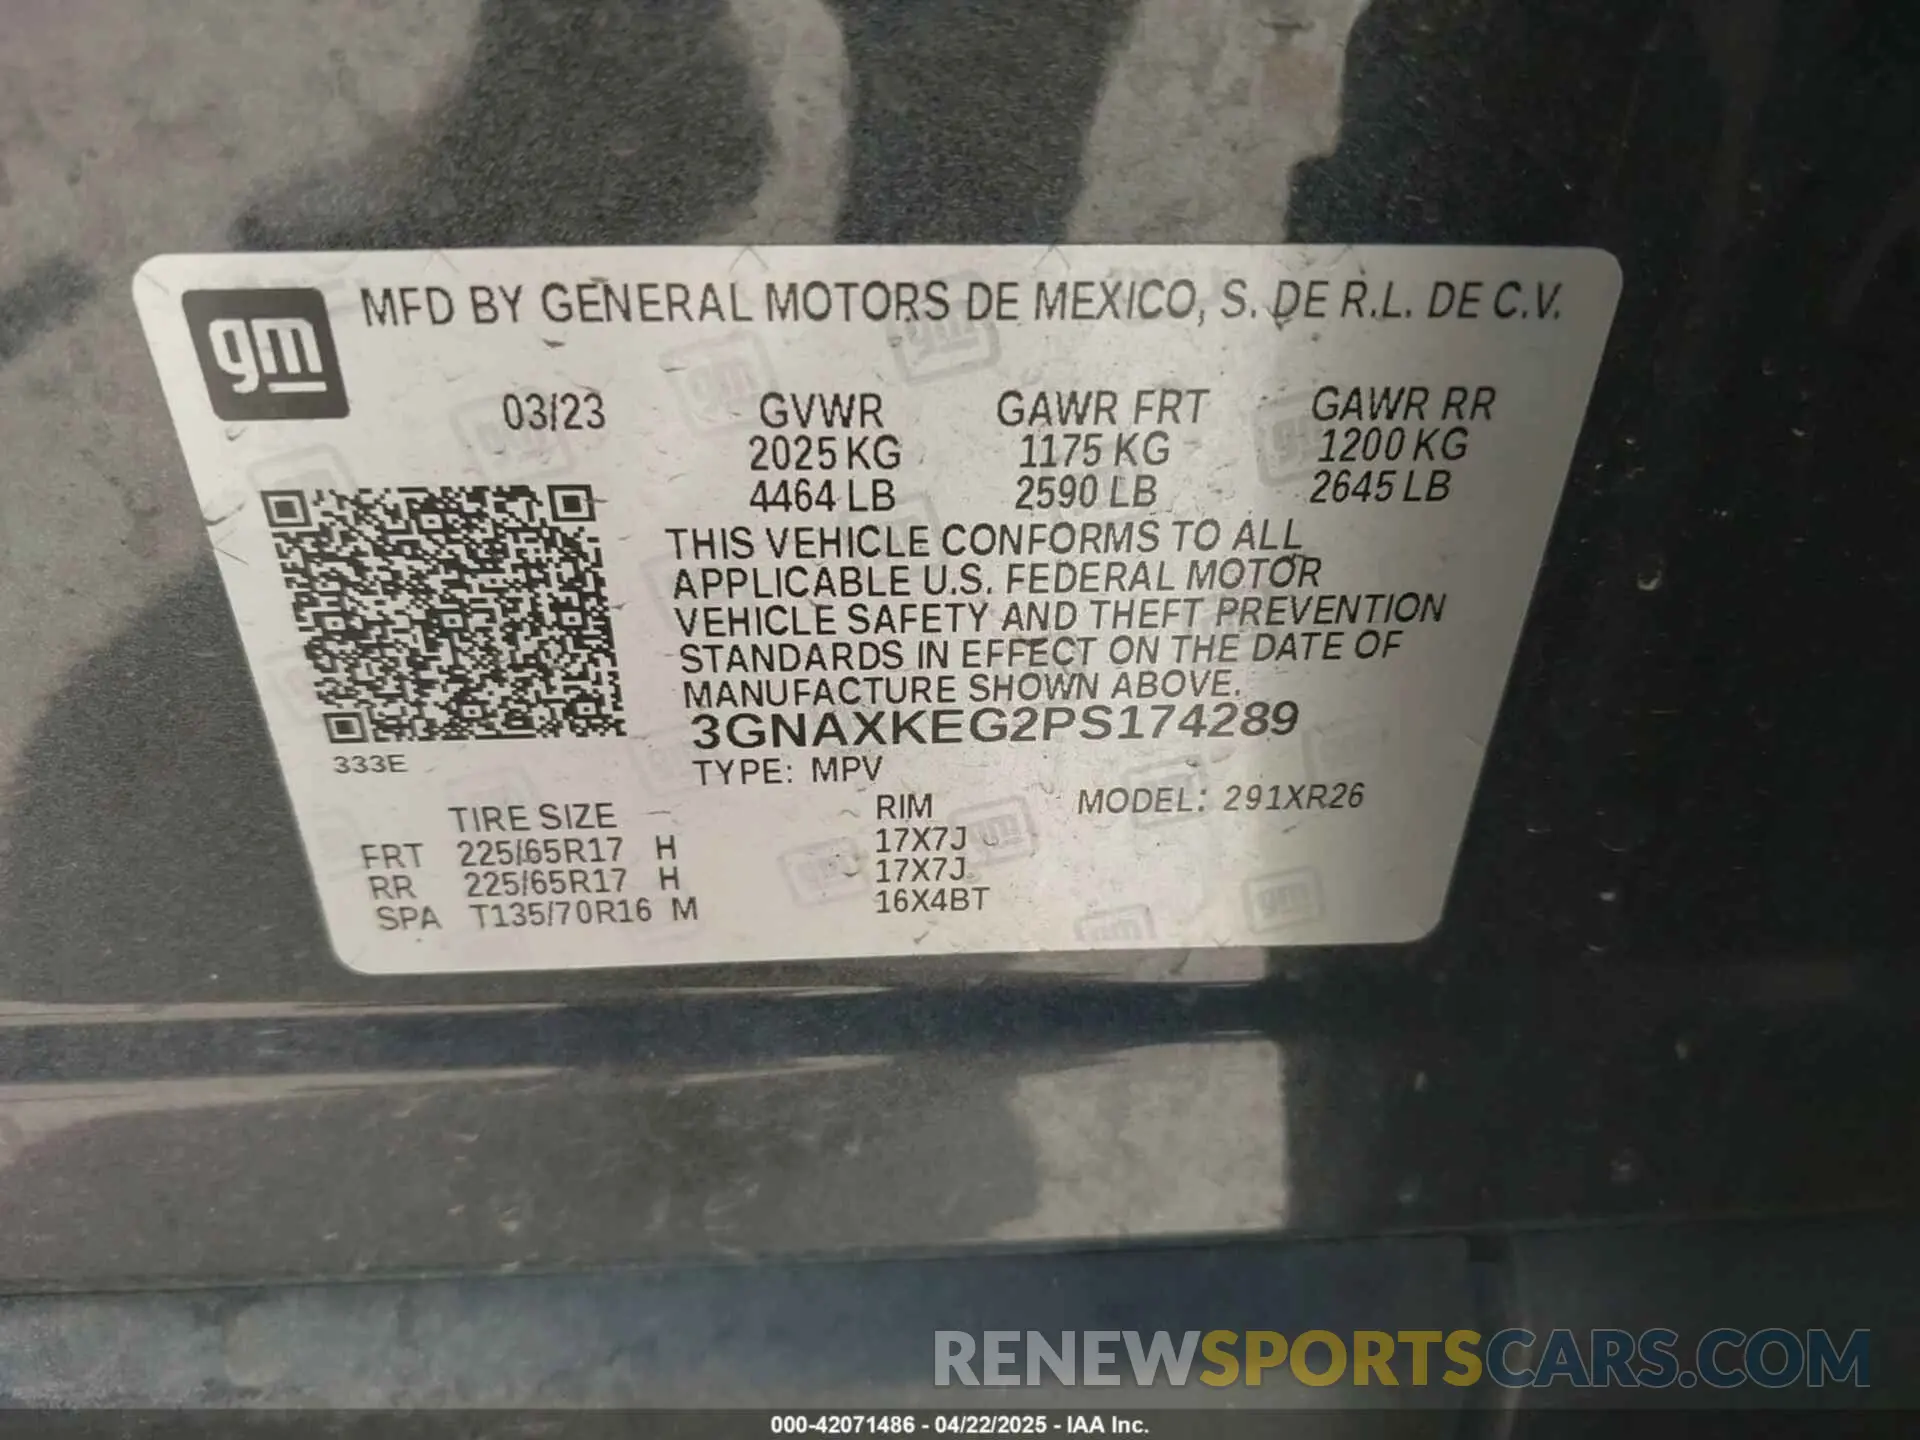 gm MFD BY GENERAL MOTORS DE MEXICO, S. DE R.L. DE C.V.
03/23 GVWR GAWR FRT GAWR RR
2025 KG 1175 KG 1200 KG
4464 LB 2590 LB 2645 LB
THIS VEHICLE CONFORMS TO ALL
APPLICABLE U.S. FEDERAL MOTOR
VEHICLE SAFETY AND THEFT PREVENTION
STANDARDS IN EFFECT ON THE DATE OF
MANUFACTURE SHOWN ABOVE.
3GNAXKEG2PS174289
333E
TYPE: MPV
TIRE SIZE RIM MODEL: 291XR26
FRT 225/65R17 H 17X7J
RR 225/65R17 H 17X7J
SPA T135/70R16 M 16X4BT
RENEWSPORTSCARS.COM
000-42071486 - 04/22/2025 - IAA Inc.